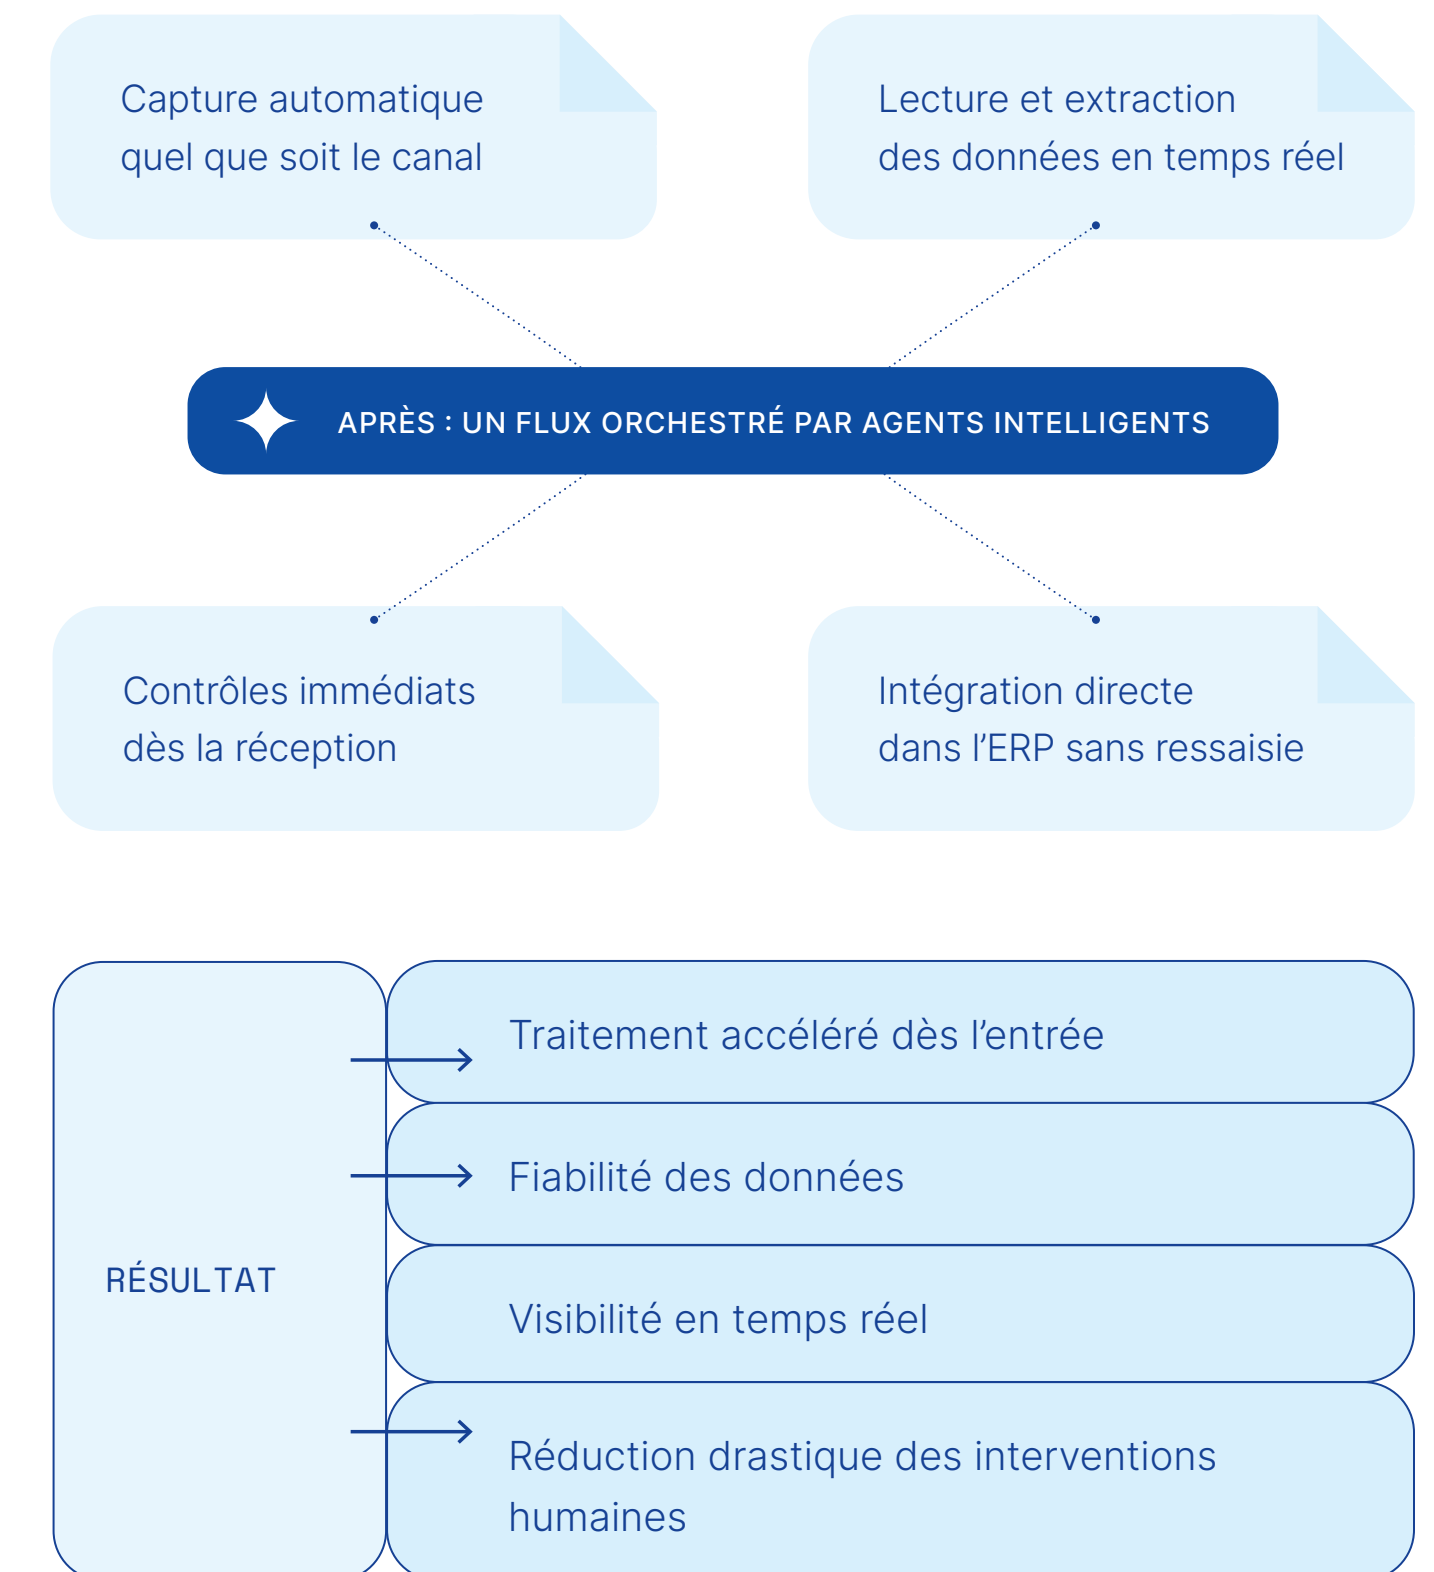 Capture automatique
quel que soit le canal
Lecture et extraction
des données en temps réel
APRÈS : UN FLUX ORCHESTRÉ PAR AGENTS INTELLIGENTS
Contrôles immédiats
dès la réception
Intégration directe
dans l’ERP sans ressaisie
RÉSULTAT
Traitement accéléré dès l’entrée
Fiabilité des données
Visibilité en temps réel
Réduction drastique des interventions
humaines